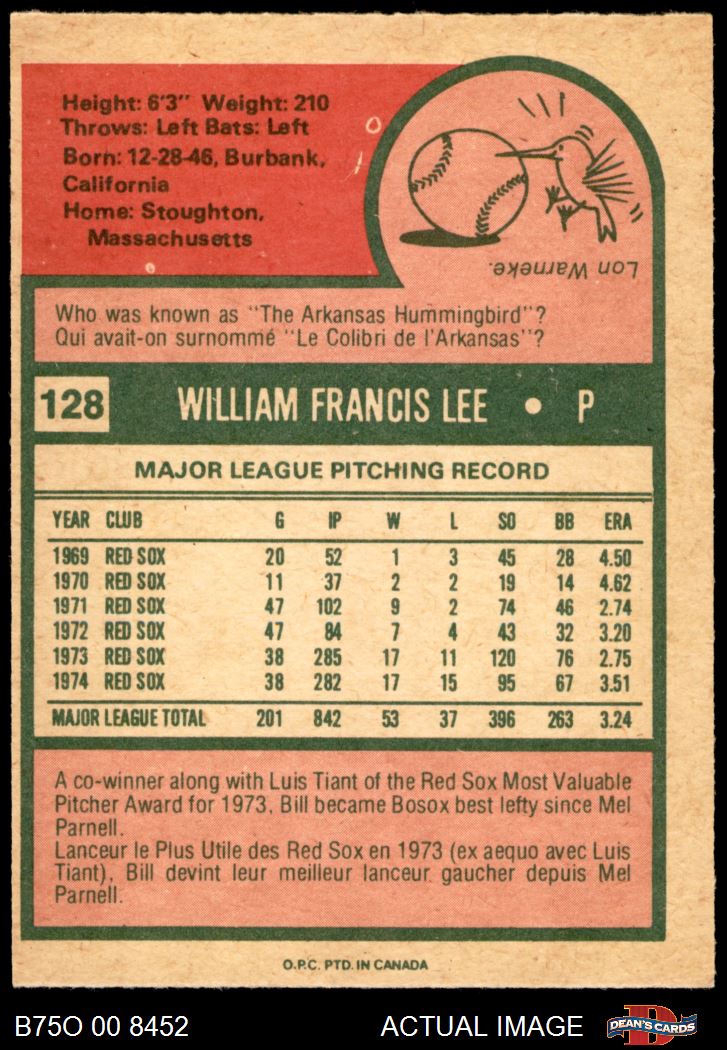 Height: 6'3" Weight: 210
Throws: Left Bats: Left
Born: 12-28-46, Burbank,
California
Home: Stoughton,
Massachusetts
Lon Warneke.
Who was known as "The Arkansas Hummingbird"?
Qui avait-on surnommé "Le Colibri de l'Arkansas"?
128 WILLIAM FRANCIS LEE • P
MAJOR LEAGUE PITCHING RECORD
YEAR CLUB G IP W L SO BB ERA
1969 RED SOX 20 52 1 3 45 28 4.50
1970 RED SOX 11 37 2 2 19 14 4.62
1971 RED SOX 47 102 9 2 74 46 2.74
1972 RED SOX 47 84 7 4 43 32 3.20
1973 RED SOX 38 285 17 11 120 76 2.75
1974 RED SOX 38 282 17 15 95 67 3.51
MAJOR LEAGUE TOTAL 201 842 53 37 396 263 3.24
A co-winner along with Luis Tiant of the Red Sox Most Valuable
Pitcher Award for 1973, Bill became Bosox best lefty since Mel
Parnell.
Lanceur le Plus Utile des Red Sox en 1973 (ex aequo avec Luis
Tiant), Bill devint leur meilleur lanceur gaucher depuis Mel
Parnell.
O.P.C. PTD. IN CANADA
B75O 00 8452 ACTUAL IMAGE D DEAN'S CARDS